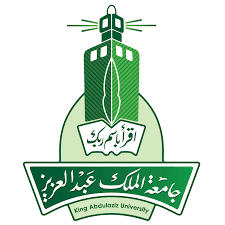 اقرأ باسم ربك
جامعة الملك عبد العزيز
King Abdulaziz University